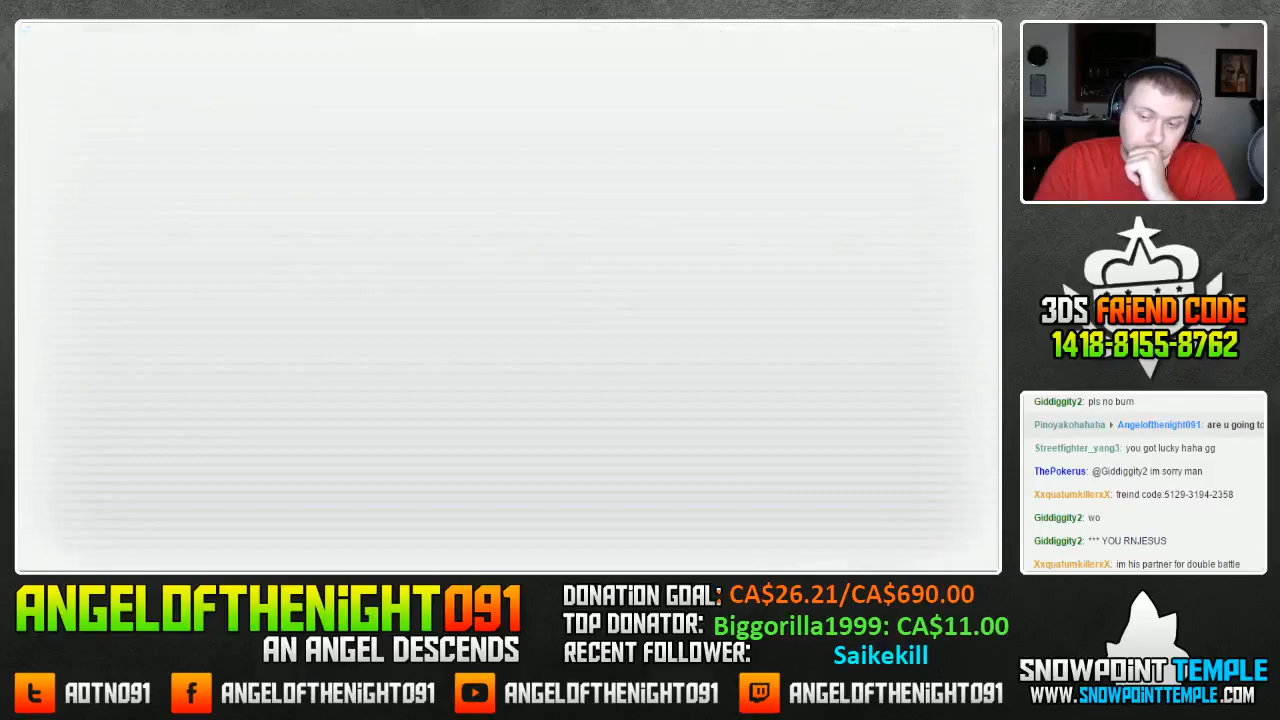 3DS FRIEND CODE
1418-8155-8762
Giddiggity2: pls no burn
Pinoyakohahaha ▸ Angelofthenight091: are u going to
Streetfighter_yang3: you got lucky haha gg
ThePokerus: @Giddiggity2 im sorry man
XxquatumkillerxX: freind code:5129-3194-2358
Giddiggity2: wo
Giddiggity2: *** YOU RNJESUS
XxquatumkillerxX: im his partner for double battle
ANGELOFTHENIGHT091
AN ANGEL DESCENDS
DONATION GOAL: CA$26.21/CA$690.00
TOP DONATOR: Biggorilla1999: CA$11.00
RECENT FOLLOWER: Saikekill
AOTN091
ANGELOFTHENIGHT091
ANGELOFTHENIGHT091
ANGELOFTHENIGHT091
SNOWPOINT TEMPLE
WWW.SNOWPOINTTEMPLE.COM